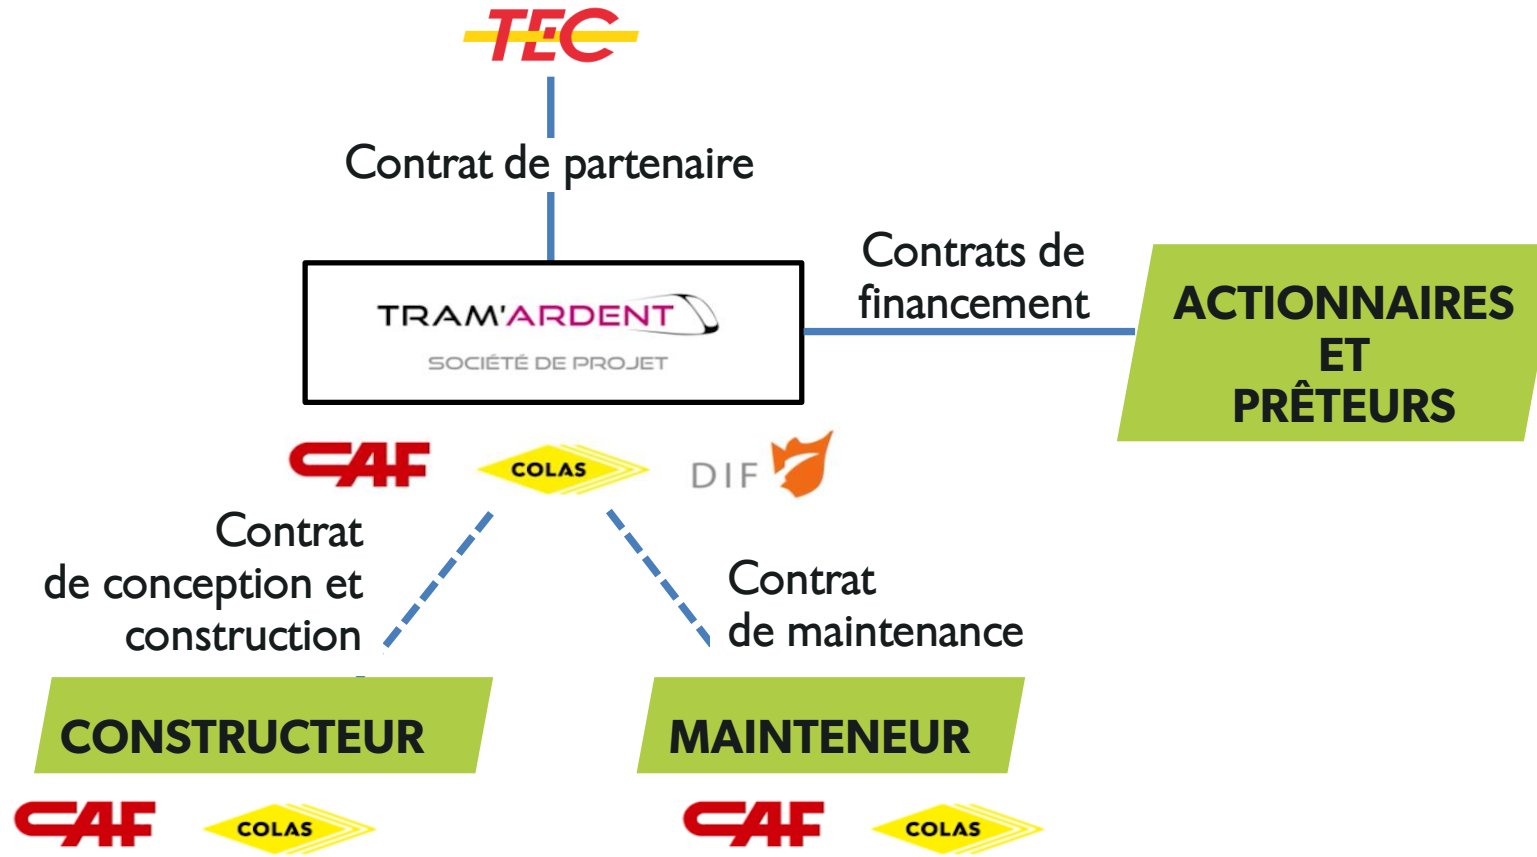 TEC
Contrat de partenaire
TRAM'ARDENT
SOCIÉTÉ DE PROJET
Contrats de
financement
ACTIONNAIRES
ET
PRÊTEURS
CAF
COLAS
DIF
Contrat
de conception et
construction
Contrat
de maintenance
CONSTRUCTEUR
MAINTENEUR
CAF
COLAS
CAF
COLAS